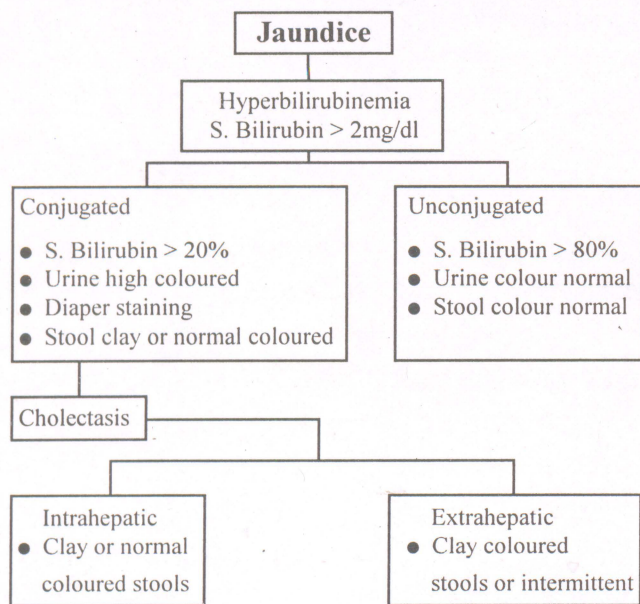 Jaundice
Hyperbilirubinemia
S. Bilirubin > 2mg/dl
Conjugated
● S. Bilirubin > 20%
● Urine high coloured
● Diaper staining
● Stool clay or normal coloured
Unconjugated
● S. Bilirubin > 80%
● Urine colour normal
● Stool colour normal
Cholectasis
Intrahepatic
● Clay or normal
coloured stools
Extrahepatic
● Clay coloured
stools or intermittent